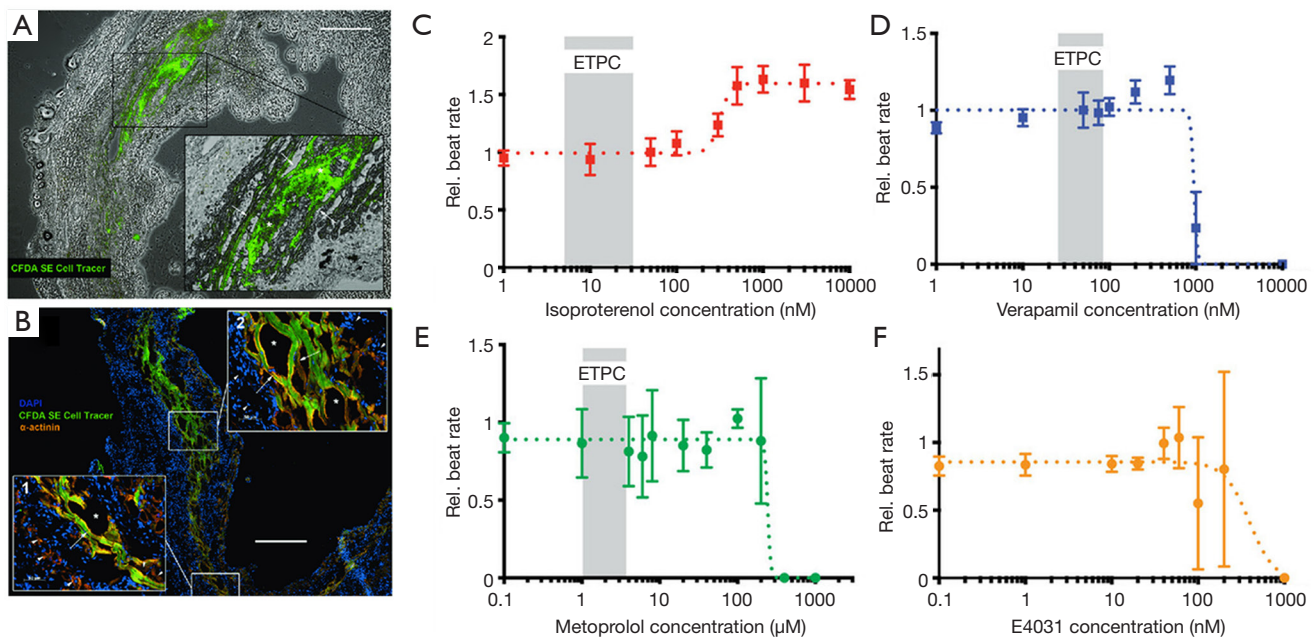 A
CFDA SE Cell Tracer
B
DAPI
CFDA SE Cell Tracer
α-actinin
1
2
C
Rel. beat rate
2
1.5
1
0.5
0
ETPC
1 10 100 1000 10000
Isoproterenol concentration (nM)
D
Rel. beat rate
1.5
1.0
0.5
0
ETPC
1 10 100 1000 10000
Verapamil concentration (nM)
E
Rel. beat rate
1.5
1
0.5
0
ETPC
0.1 1 10 100 1000
Metoprolol concentration (µM)
F
Rel. beat rate
1.5
1
0.5
0
0.1 1 10 100 1000
E4031 concentration (nM)